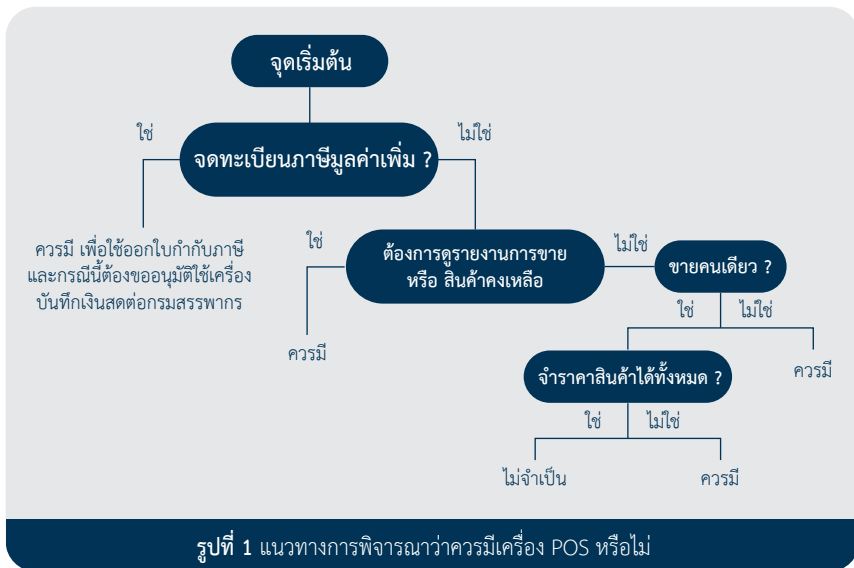 จุดเริ่มต้น
ใช่
ไม่ใช่
จดทะเบียนภาษีมูลค่าเพิ่ม ?
ควรมี เพื่อใช้ออกใบกำกับภาษี
และกรณีนี้ต้องขออนุมัติใช้เครื่อง
บันทึกเงินสดต่อกรมสรรพากร
ใช่
ต้องการดูรายงานการขาย
หรือ สินค้าคงเหลือ
ไม่ใช่
ขายคนเดียว ?
ควรมี
ใช่
ไม่ใช่
จำราคาสินค้าได้ทั้งหมด ?
ควรมี
ใช่
ไม่ใช่
ไม่จำเป็น
ควรมี
รูปที่ 1 แนวทางการพิจารณาว่าควรมีเครื่อง POS หรือไม่